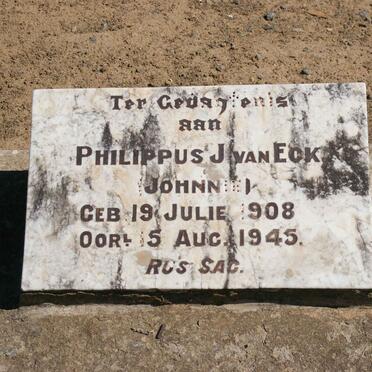 Ter Gedagtenis
aan
PHILIPPUS J. VAN ECK
GEB. 19 JULIE 1908
OORL. 5 AUG. 1945.
RUS SAG.